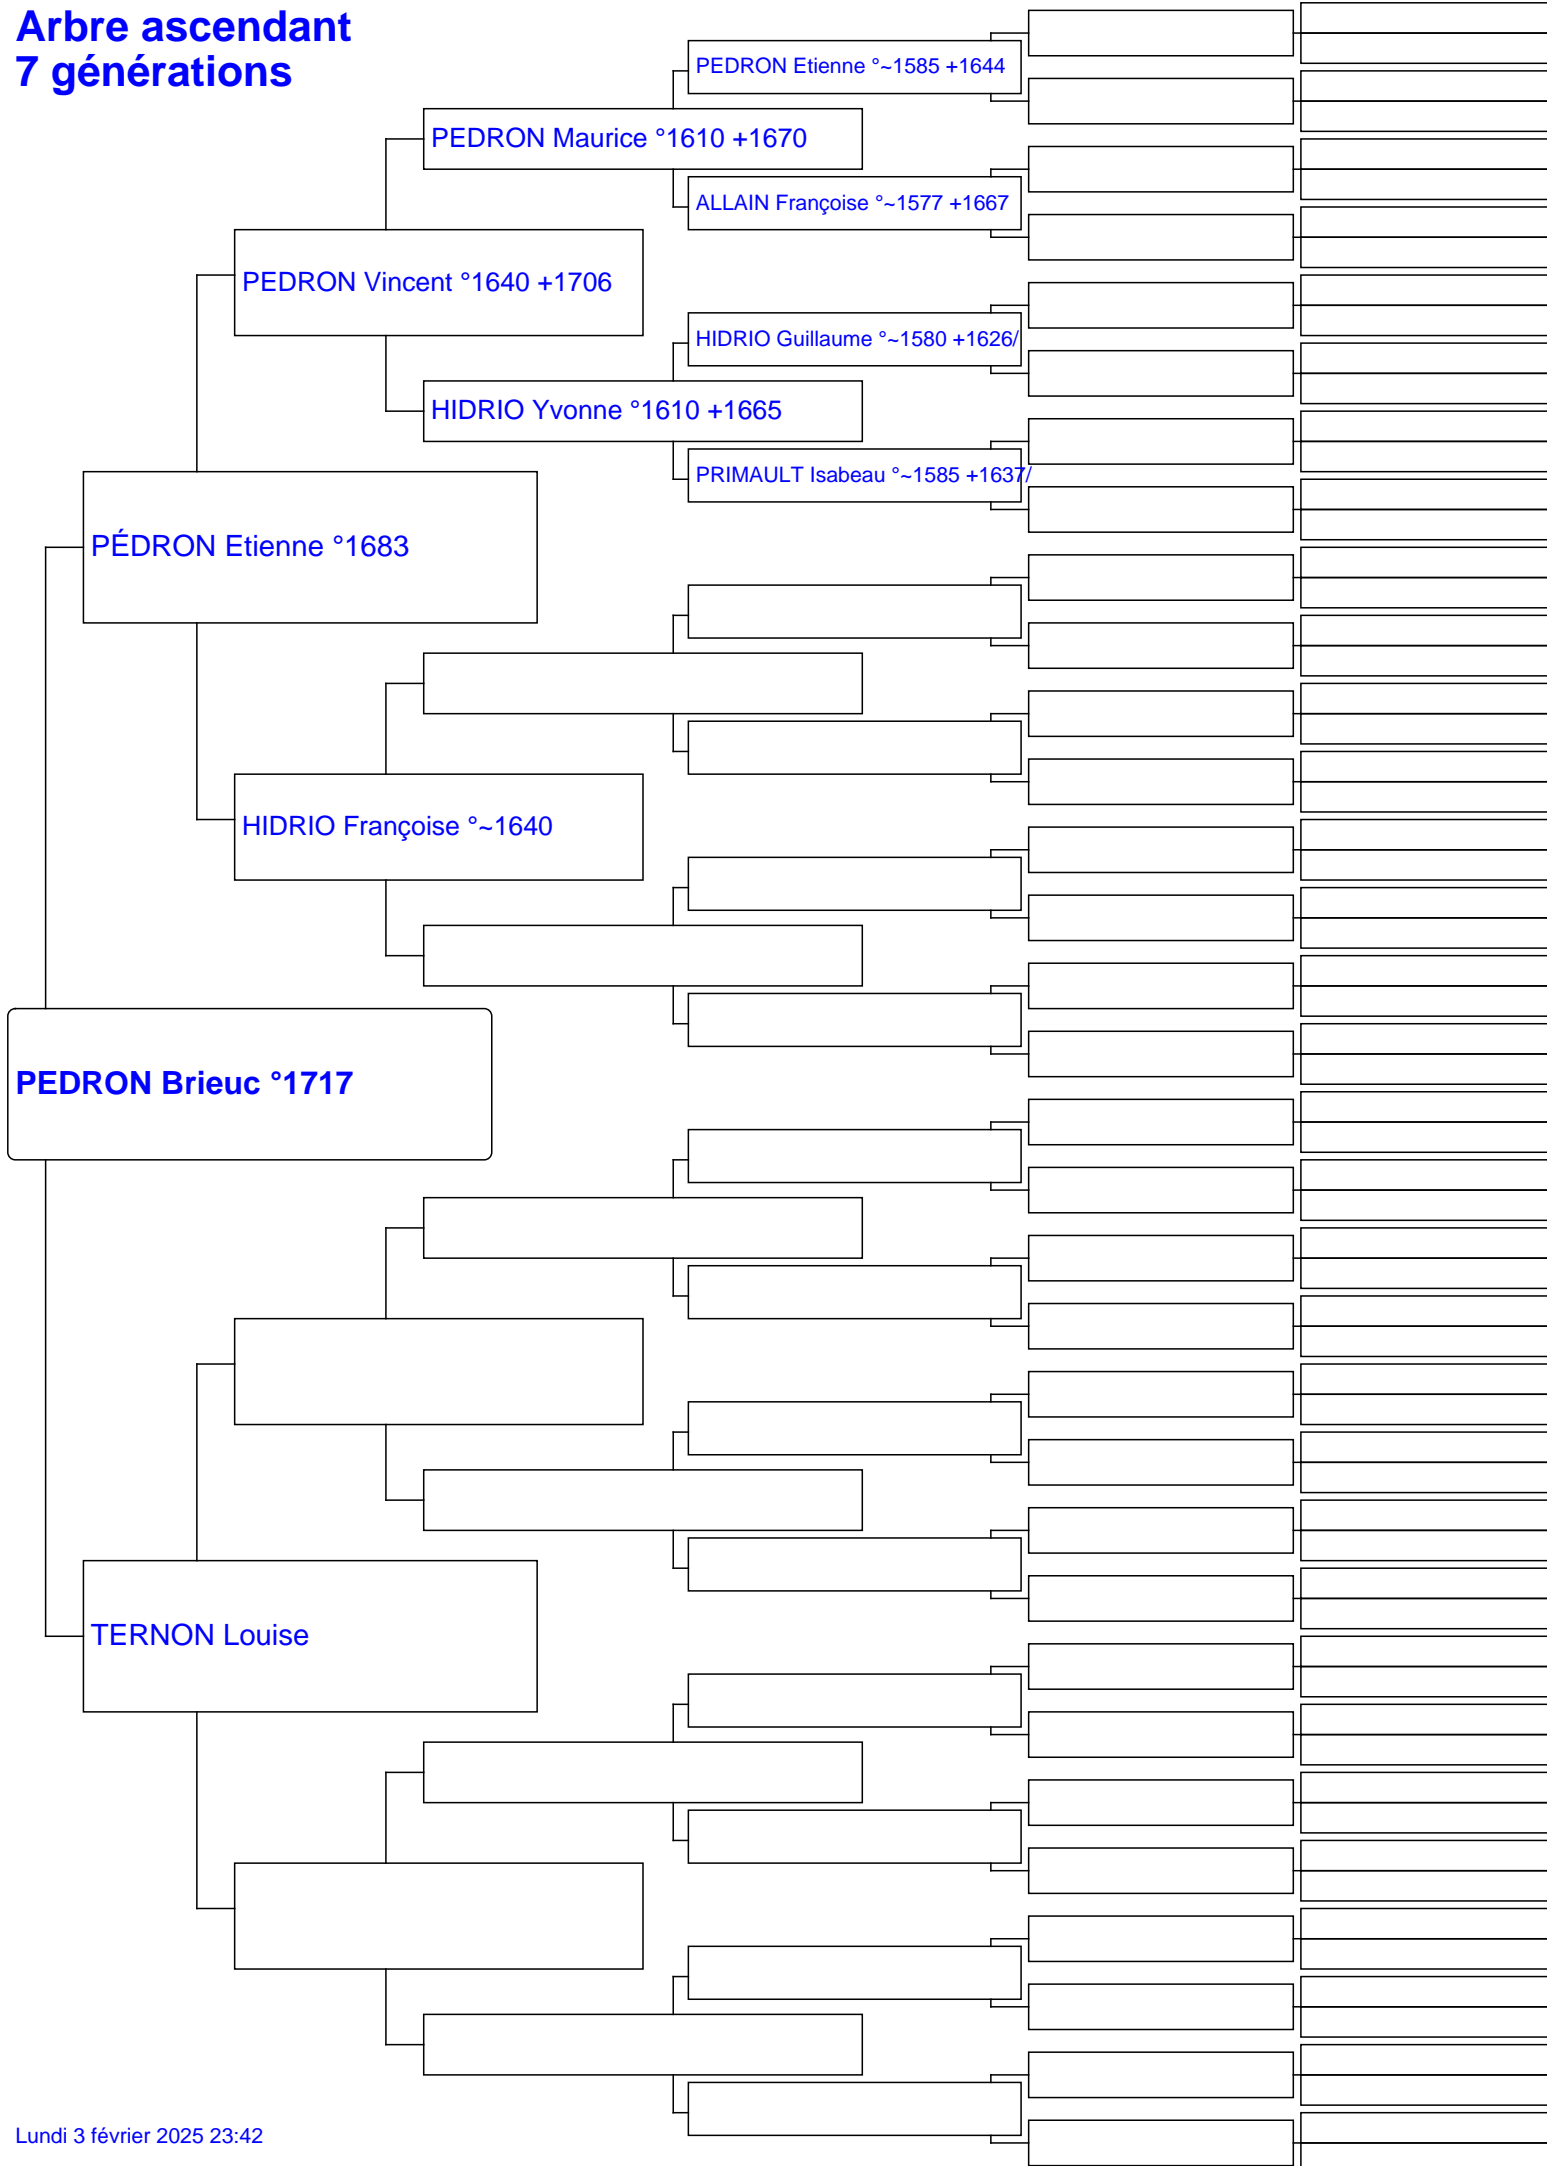 Arbre ascendant
7 générations
PEDRON Etienne °~1585 +1644
PEDRON Maurice °1610 +1670
ALLAIN Françoise °~1577 +1667
PEDRON Vincent °1640 +1706
HIDRIO Guillaume °~1580 +1626/
HIDRIO Yvonne °1610 +1665
PRIMAULT Isabeau °~1585 +1637/
PÉDRON Etienne °1683
HIDRIO Françoise °~1640
PEDRON Brieuc °1717
TERNON Louise
Lundi 3 février 2025 23:42